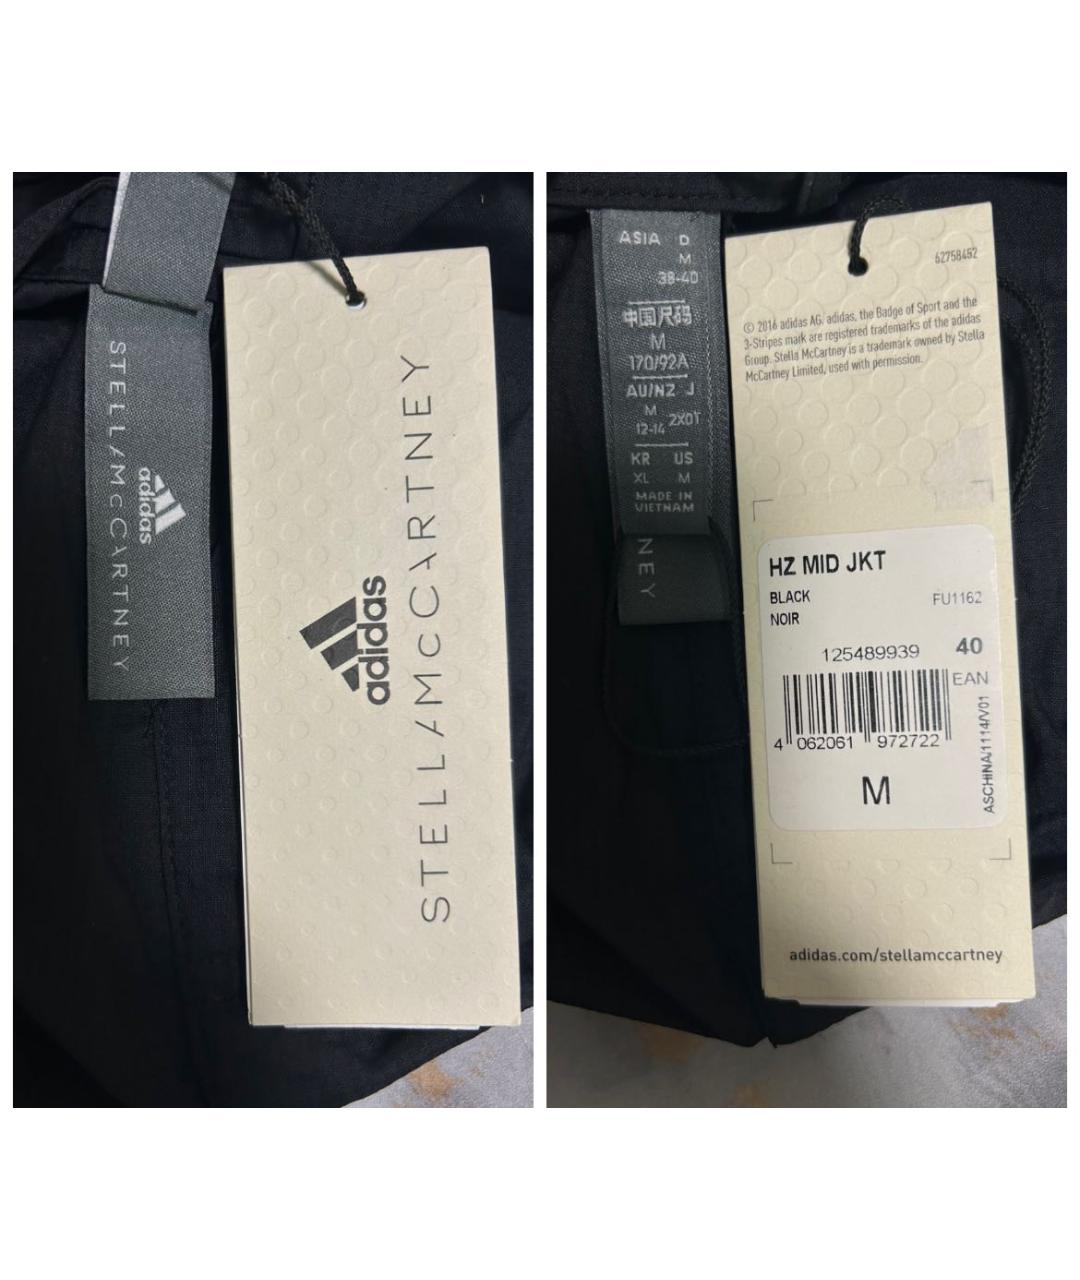 STELLAMcCARTNEY
adidas
adidas
STELLAMcCARTNEY
ASIA D
M
38-40
中国尺码
M
170/92A
AU/NZ J
M
12-14 2XOT
KR US
XL M
MADE IN
VIETNAM
NEY
62758452
© 2016 adidas AG. adidas, the Badge of Sport and the
3-Stripes mark are registered trademarks of the adidas
Group. Stella McCartney is a trademark owned by Stella
McCartney Limited, used with permission.
HZ MID JKT
BLACK FU1162
NOIR
125489939 40
EAN
4 062061 972722
ASCHINA/1114/V01
M
adidas.com/stellamccartney